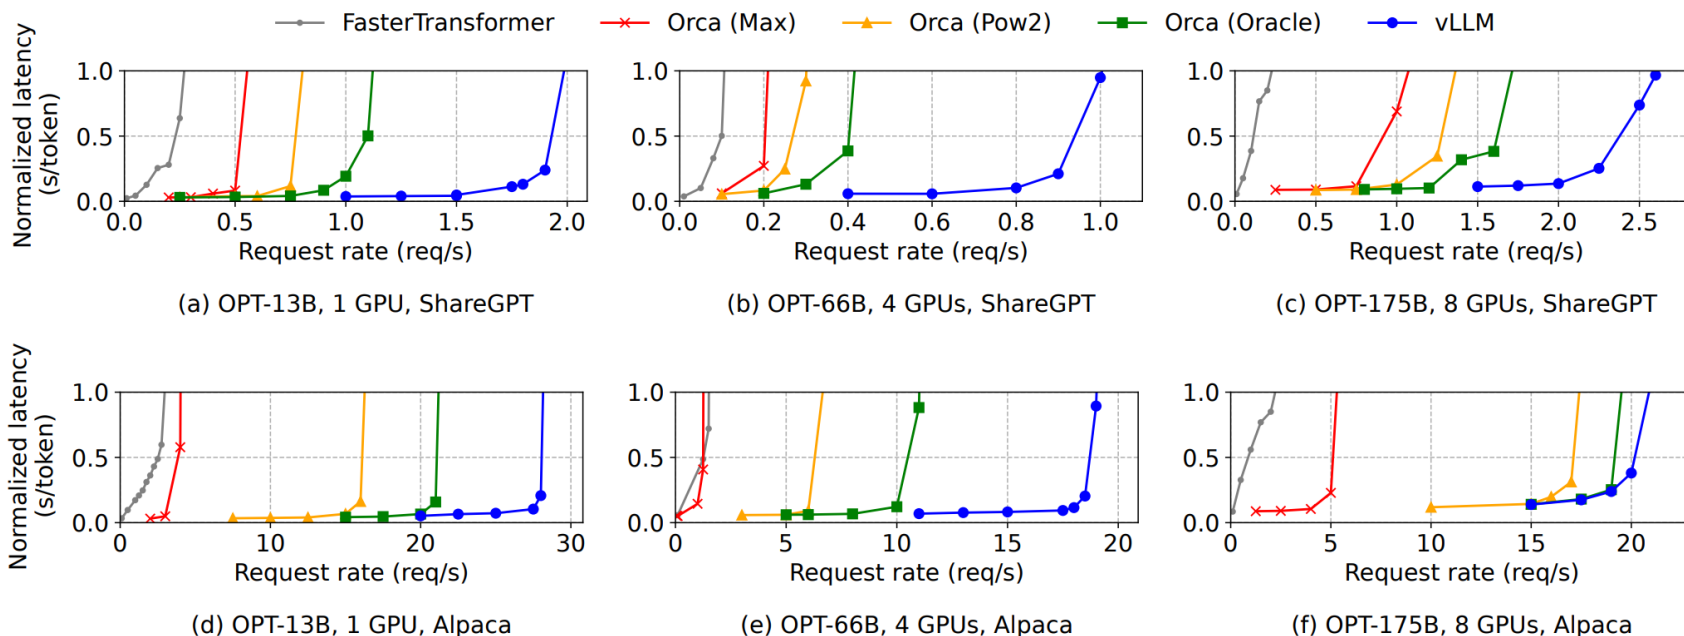 FasterTransformer Orca (Max) Orca (Pow2) Orca (Oracle) vLLM
Normalized latency
(s/token)
1.0
0.5
0.0
0.0 0.5 1.0 1.5 2.0
Request rate (req/s)
(a) OPT-13B, 1 GPU, ShareGPT
1.0
0.5
0.0
0.0 0.2 0.4 0.6 0.8 1.0
Request rate (req/s)
(b) OPT-66B, 4 GPUs, ShareGPT
1.0
0.5
0.0
0.0 0.5 1.0 1.5 2.0 2.5
Request rate (req/s)
(c) OPT-175B, 8 GPUs, ShareGPT
Normalized latency
(s/token)
1.0
0.5
0.0
0 10 20 30
Request rate (req/s)
(d) OPT-13B, 1 GPU, Alpaca
1.0
0.5
0.0
0 5 10 15 20
Request rate (req/s)
(e) OPT-66B, 4 GPUs, Alpaca
1.0
0.5
0.0
0 5 10 15 20
Request rate (req/s)
(f) OPT-175B, 8 GPUs, Alpaca